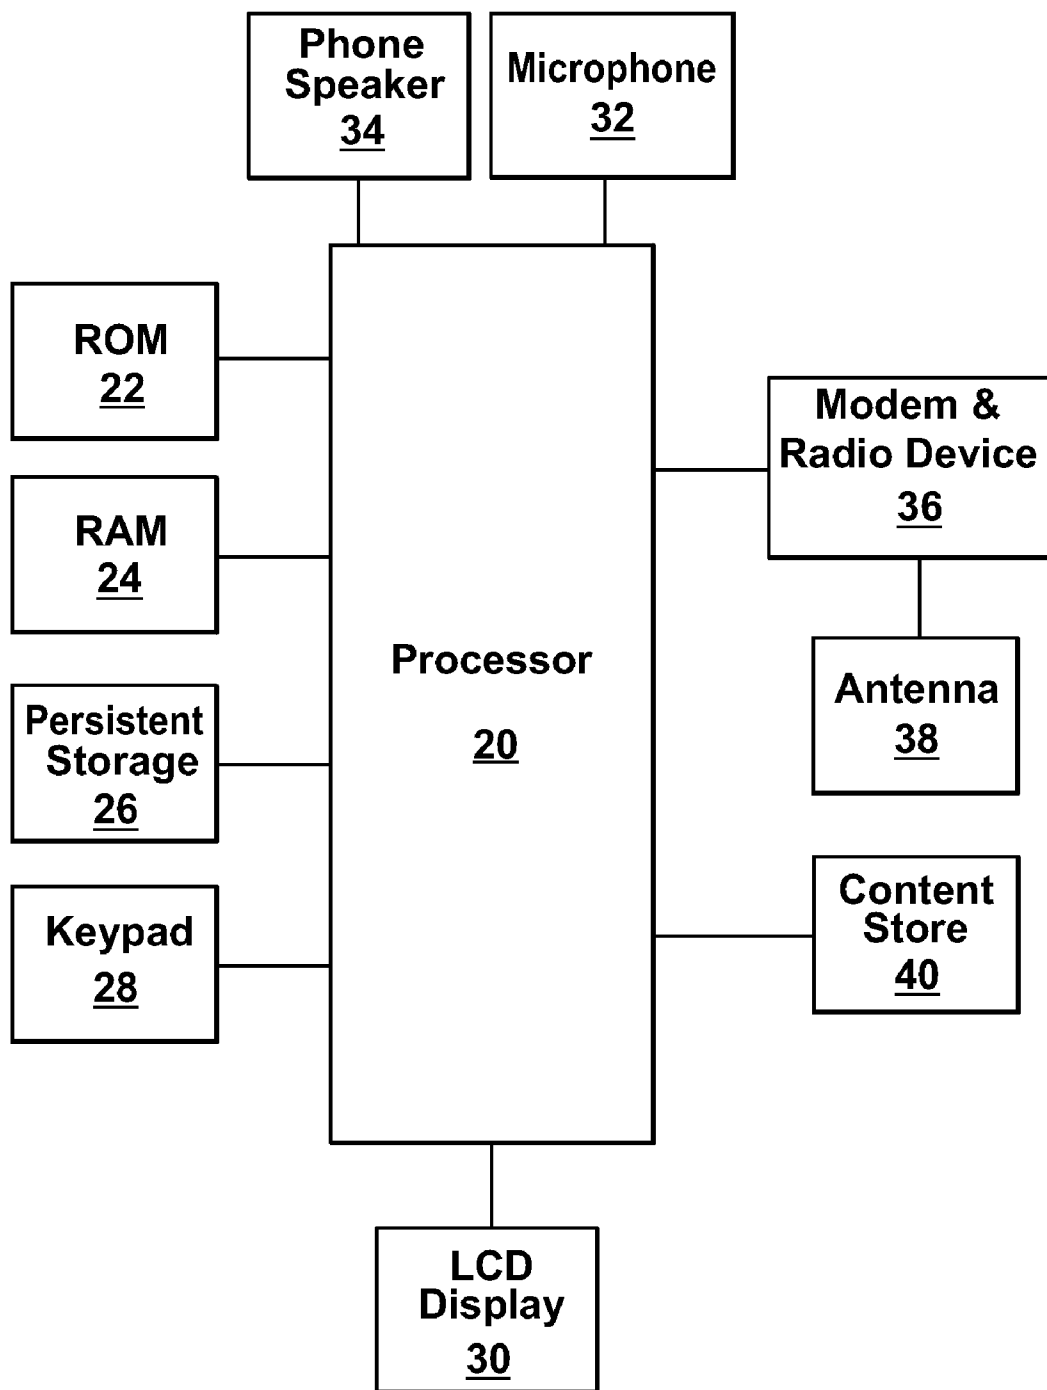 Phone
Speaker
34
Microphone
32
ROM
22
RAM
24
Persistent
Storage
26
Keypad
28
Processor
20
Modem &
Radio Device
36
Antenna
38
Content
Store
40
LCD
Display
30